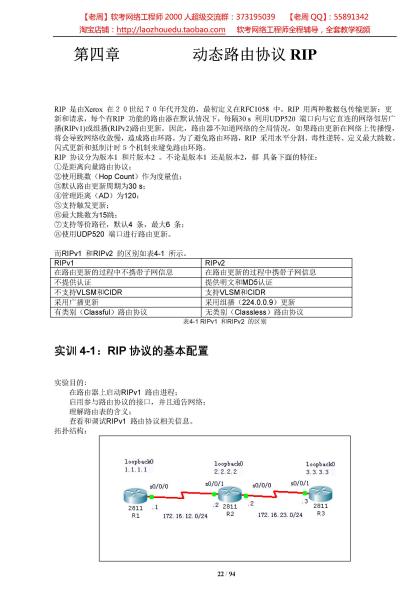 【老周】软考网络工程师 2000 人超级交流群：373195039 【老周 QQ】：55891342
淘宝店铺：http://laozhouedu.taobao.com 软考网络工程师全程辅导，全套教学视频
第四章 动态路由协议 RIP
RIP 是由Xerox 在２０世纪７０年代开发的，最初定义在RFC1058 中。RIP 用两种数据包传输更新：更
新和请求，每个有RIP 功能的路由器在默认情况下，每隔30 s 利用UDP520 端口向与它直连的网络邻居广
播(RIPv1)或组播(RIPv2)路由更新。因此，路由器不知道网络的全局情况，如果路由更新在网络上传播慢，
将会导致网络收敛慢，造成路由环路。为了避免路由环路，RIP 采用水平分割、毒性逆转、定义最大跳数、
闪式更新和抑制计时 5 个机制来避免路由环路。
RIP 协议分为版本1 和片版本2 。不论是版本1 还是版本2，都 具备下面的特征：
①是距离向量路由协议;
②使用跳数（Hop Count）作为度量值;
③默认路由更新周期为30 s;
④管理距离（AD）为120;
⑤支持触发更新;
⑥最大跳数为15跳;
⑦支持等价路径，默认4 条，最大6 条;
⑧使用UDP520 端口进行路由更新。
而RIPv1 和RIPv2 的区别如表4-1 所示。
RIPv1 RIPv2
在路由更新的过程中不携带子网信息 在路由更新的过程中携带子网信息
不提供认证 提供明文和MD5认证
不支持VLSM和CIDR 支持VLSM和CIDR
采用广播更新 采用组播（224.0.0.9）更新
有类别（Classful）路由协议 无类别（Classless）路由协议
表4-1 RIPv1 和RIPv2 的区别
实训 4-1：RIP 协议的基本配置
实验目的：
在路由器上启动RIPv1 路由进程;
启用参与路由协议的接口，并且通告网络;
理解路由表的含义;
查看和调试RIPv1 路由协议相关信息。
拓扑结构：
loopback0 loopback0 loopback0
1.1.1.1 2.2.2.2 3.3.3.3
s0/0/0 s0/0/0 s0/0/1 s0/0/1
.1 .2 .2 .3
2811 2811 2811
R1 R2 R3
172.16.12.0/24 172.16.23.0/24
22 / 94